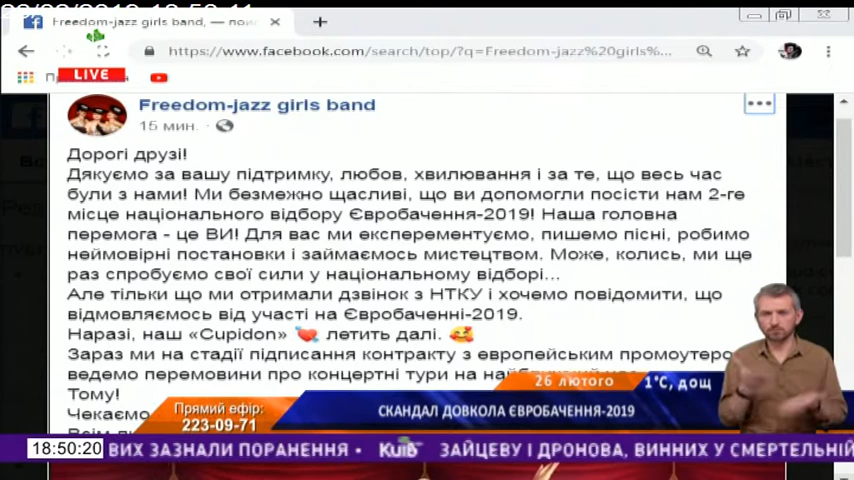 Freedom-jazz girls band, — поис
https://www.facebook.com/search/top/?q=Freedom-jazz%20girls%...
LIVE
Freedom-jazz girls band
15 мин.
Дорогі друзі!
Дякуємо за вашу підтримку, любов, хвилювання і за те, що весь час
були з нами! Ми безмежно щасливі, що ви допомогли посісти нам 2-ге
місце національного відбору Євробачення-2019! Наша головна
перемога - це ВИ! Для вас ми експерементуємо, пишемо пісні, робимо
неймовірні постановки і займаємось мистецтвом. Може, колись, ми ще
раз спробуємо свої сили у національному відборі...
Але тільки що ми отримали дзвінок з НТКУ і хочемо повідомити, що
відмовляємось від участі на Євробаченні-2019.
Наразі, наш «Cupidon» 💘 летить далі. 🥰
Зараз ми на стадії підписання контракту з европейським промоутеро
ведемо перемовини про концертні тури на
Тому!
Чекаємо
26 лютого
1°C, дощ
Прямий ефір:
223-09-71
СКАНДАЛ ДОВКОЛА ЄВРОБАЧЕННЯ-2019
18:50:20
ВИХ ЗАЗНАЛИ ПОРАНЕННЯ • Київ ЗАЙЦЕВУ І ДРОНОВА, ВИННИХ У СМЕРТЕЛЬНІЙ